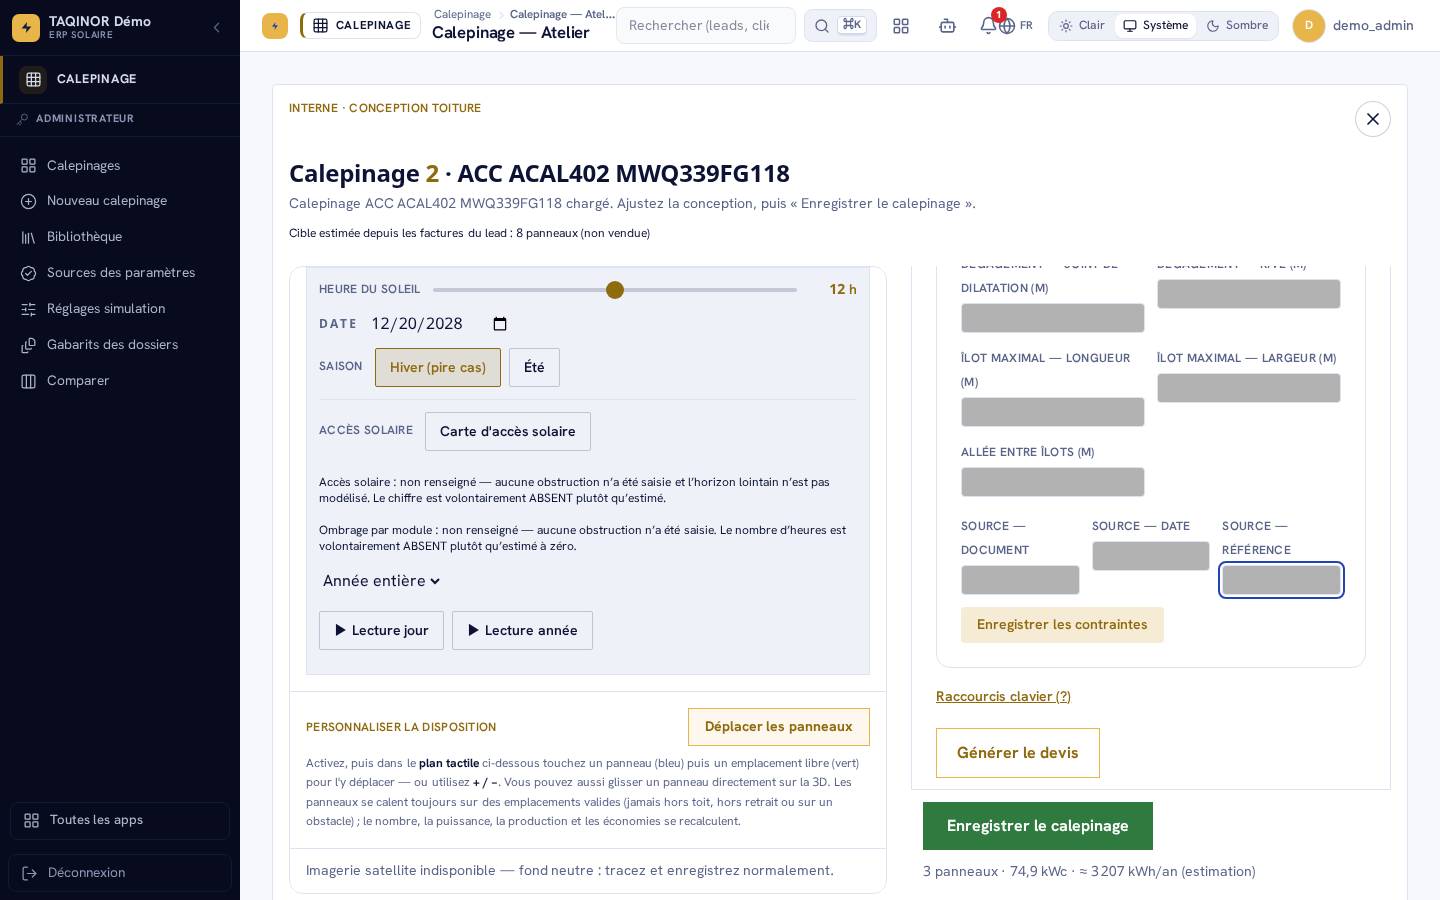 TAQINOR Démo
ERP SOLAIRE
CALEPINAGE
ADMINISTRATEUR
Calepinages
Nouveau calepinage
Bibliothèque
Sources des paramètres
Réglages simulation
Gabarits des dossiers
Comparer
Toutes les apps
Déconnexion
CALEPINAGE
Calepinage > Calepinage — Atel...
Calepinage — Atelier
Rechercher (leads, clie
⌘K
1
FR
Clair
Système
Sombre
D
demo_admin
INTERNE · CONCEPTION TOITURE
Calepinage 2 · ACC ACAL402 MWQ339FG118
Calepinage ACC ACAL402 MWQ339FG118 chargé. Ajustez la conception, puis « Enregistrer le calepinage ».
Cible estimée depuis les factures du lead : 8 panneaux (non vendue)
HEURE DU SOLEIL
12 h
DATE
12/20/2028
SAISON
Hiver (pire cas)
Été
ACCÈS SOLAIRE
Carte d'accès solaire
Accès solaire : non renseigné — aucune obstruction n’a été saisie et l’horizon lointain n’est pas
modélisé. Le chiffre est volontairement ABSENT plutôt qu’estimé.
Ombrage par module : non renseigné — aucune obstruction n’a été saisie. Le nombre d’heures est
volontairement ABSENT plutôt qu’estimé à zéro.
Année entière
▶ Lecture jour
▶ Lecture année
PERSONNALISER LA DISPOSITION
Déplacer les panneaux
Activez, puis dans le plan tactile ci-dessous touchez un panneau (bleu) puis un emplacement libre (vert)
pour l'y déplacer — ou utilisez + / −. Vous pouvez aussi glisser un panneau directement sur la 3D. Les
panneaux se calent toujours sur des emplacements valides (jamais hors toit, hors retrait ou sur un
obstacle) ; le nombre, la puissance, la production et les économies se recalculent.
Imagerie satellite indisponible — fond neutre : tracez et enregistrez normalement.
DÉGAGEMENT — JOINT DE
DILATATION (M)
DÉGAGEMENT — RIVE (M)
ÎLOT MAXIMAL — LONGUEUR
(M)
ÎLOT MAXIMAL — LARGEUR (M)
ALLÉE ENTRE ÎLOTS (M)
SOURCE —
DOCUMENT
SOURCE — DATE
SOURCE —
RÉFÉRENCE
Enregistrer les contraintes
Raccourcis clavier (?)
Générer le devis
Enregistrer le calepinage
3 panneaux · 74,9 kWc · ≈ 3 207 kWh/an (estimation)